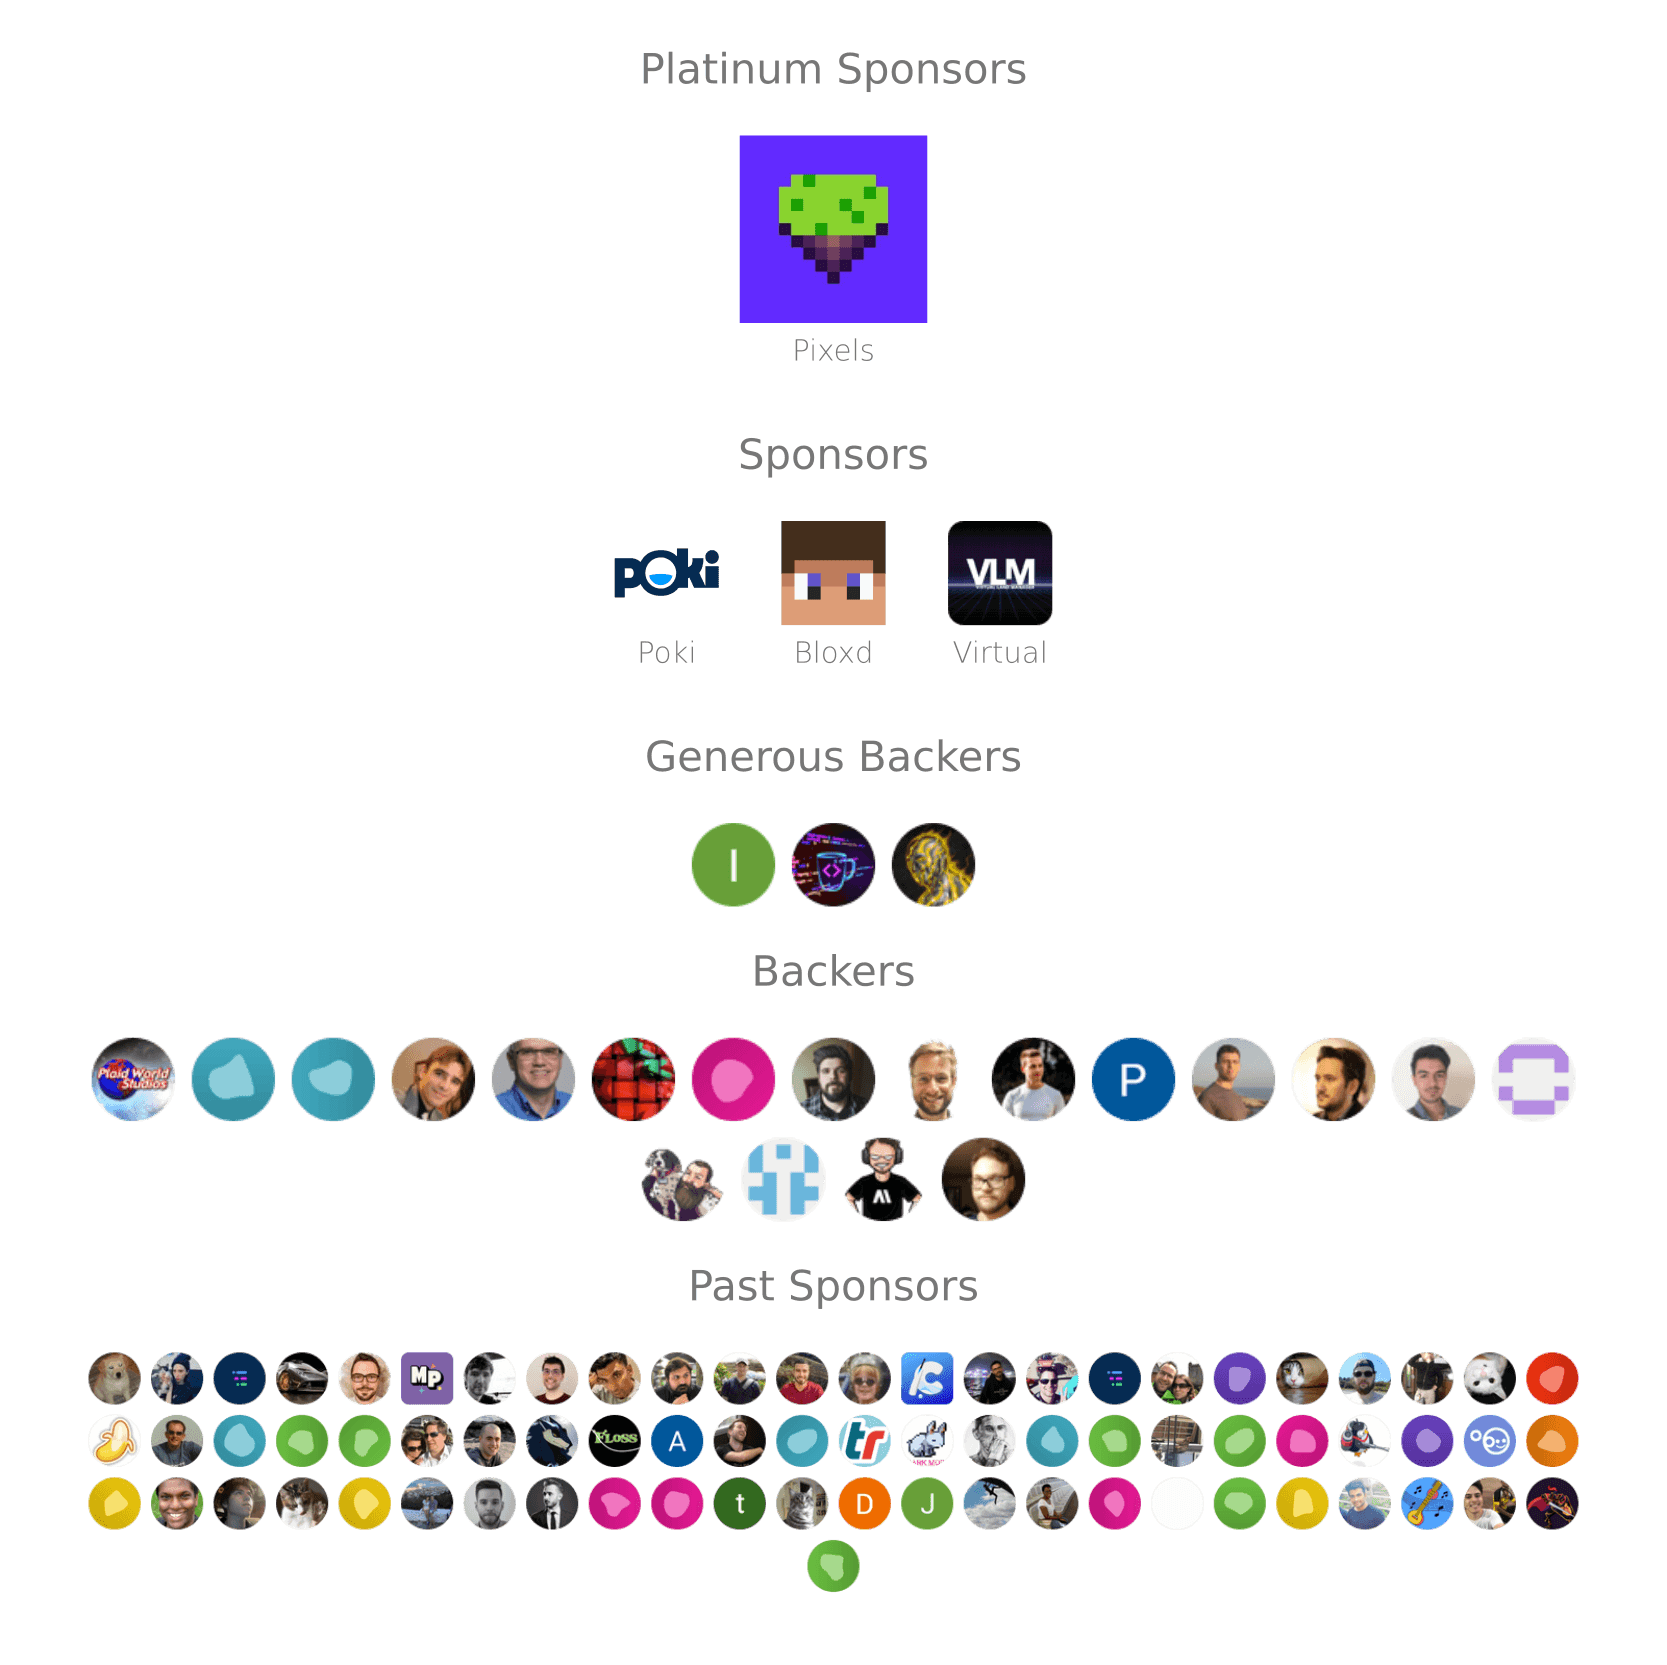 Platinum Sponsors
Pixels
Sponsors
poki
VLM
Poki
Bloxd
Virtual
Generous Backers
I
<>
Backers
Plaid World
Studios
P
Past Sponsors
MP
C
FLOSS
A
tr
t
D
J